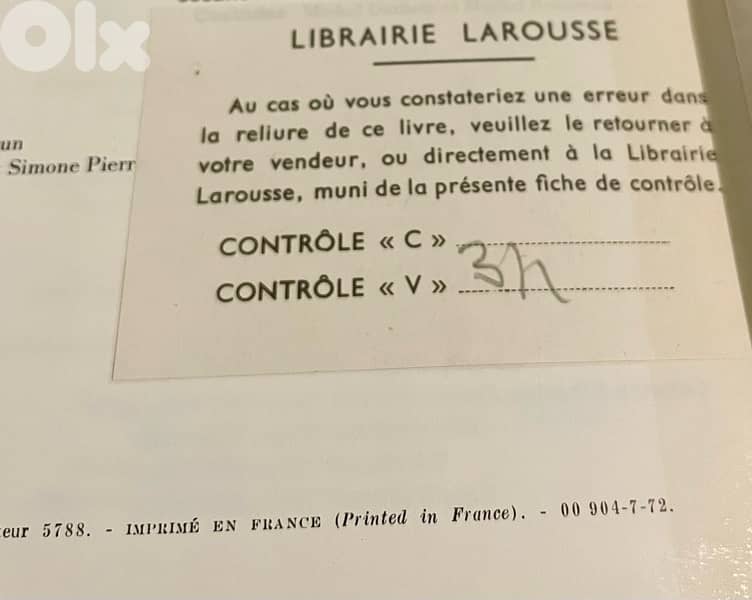 OLX
LIBRAIRIE LAROUSSE
Au cas où vous constateriez une erreur dans
la reliure de ce livre, veuillez le retourner à
votre vendeur, ou directement à la Librairie
Larousse, muni de la présente fiche de contrôle.
un
Simone Pierr
CONTRÔLE « C »
CONTRÔLE « V »
teur 5788. - IMPRIMÉ EN FRANCE (Printed in France). - 00 904-7-72.